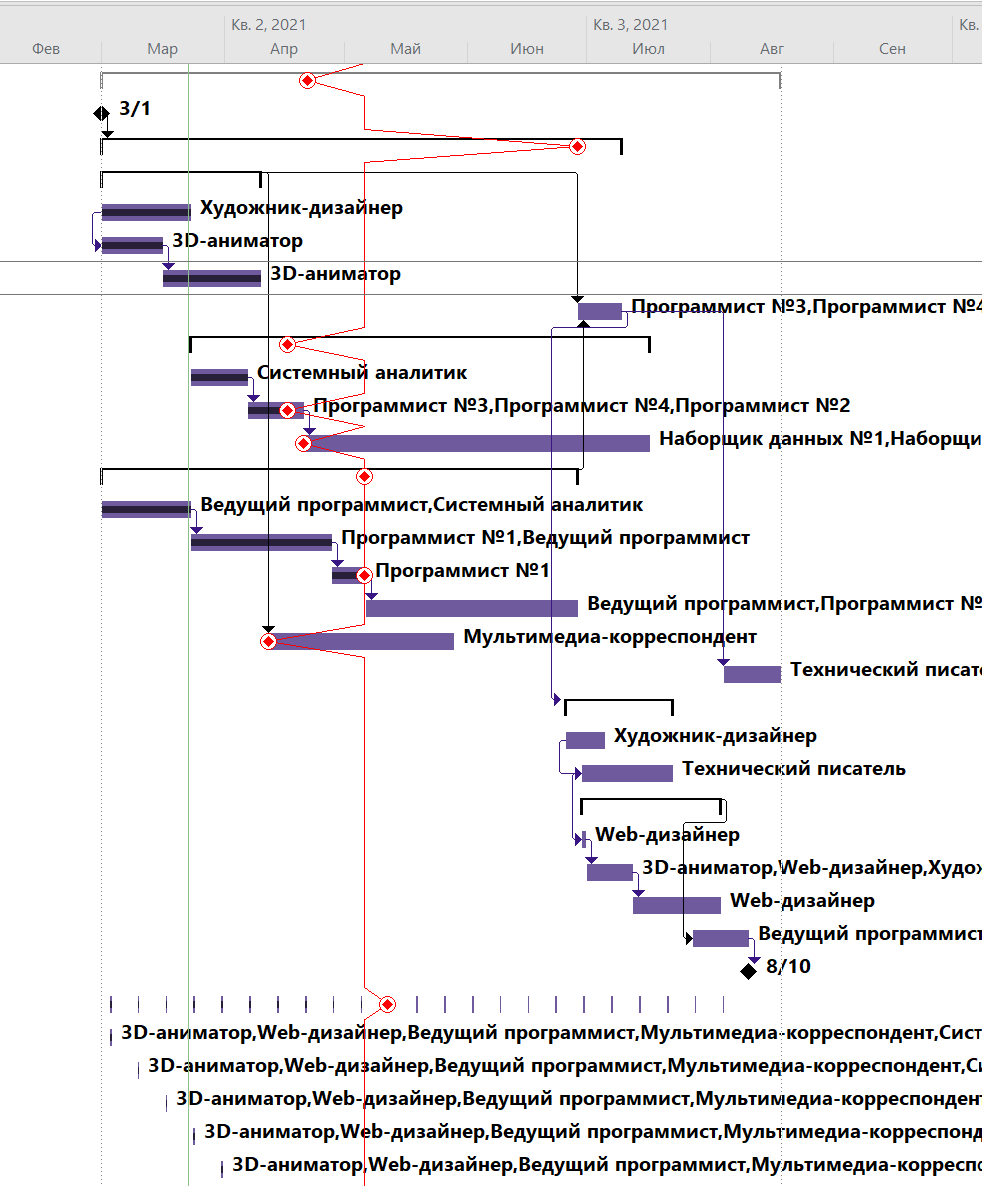 Кв. 2, 2021 Кв. 3, 2021 Кв.
Фев Мар Апр Май Июн Июл Авг Сен
3/1
Художник-дизайнер
3D-аниматор
3D-аниматор
Программист №3,Программист №4
Системный аналитик
Программист №3,Программист №4,Программист №2
Наборщик данных №1,Наборщи
Ведущий программист,Системный аналитик
Программист №1,Ведущий программист
Программист №1
Ведущий программист,Программист №
Мультимедиа-корреспондент
Технический писат
Художник-дизайнер
Технический писатель
Web-дизайнер
3D-аниматор,Web-дизайнер,Худо
Web-дизайнер
Ведущий программист
8/10
3D-аниматор,Web-дизайнер,Ведущий программист,Мультимедиа-корреспондент,Сист
3D-аниматор,Web-дизайнер,Ведущий программист,Мультимедиа-корреспондент,Си
3D-аниматор,Web-дизайнер,Ведущий программист,Мультимедиа-корреспондент
3D-аниматор,Web-дизайнер,Ведущий программист,Мультимедиа-корреспонд
3D-аниматор,Web-дизайнер,Ведущий программист,Мультимедиа-корреспо